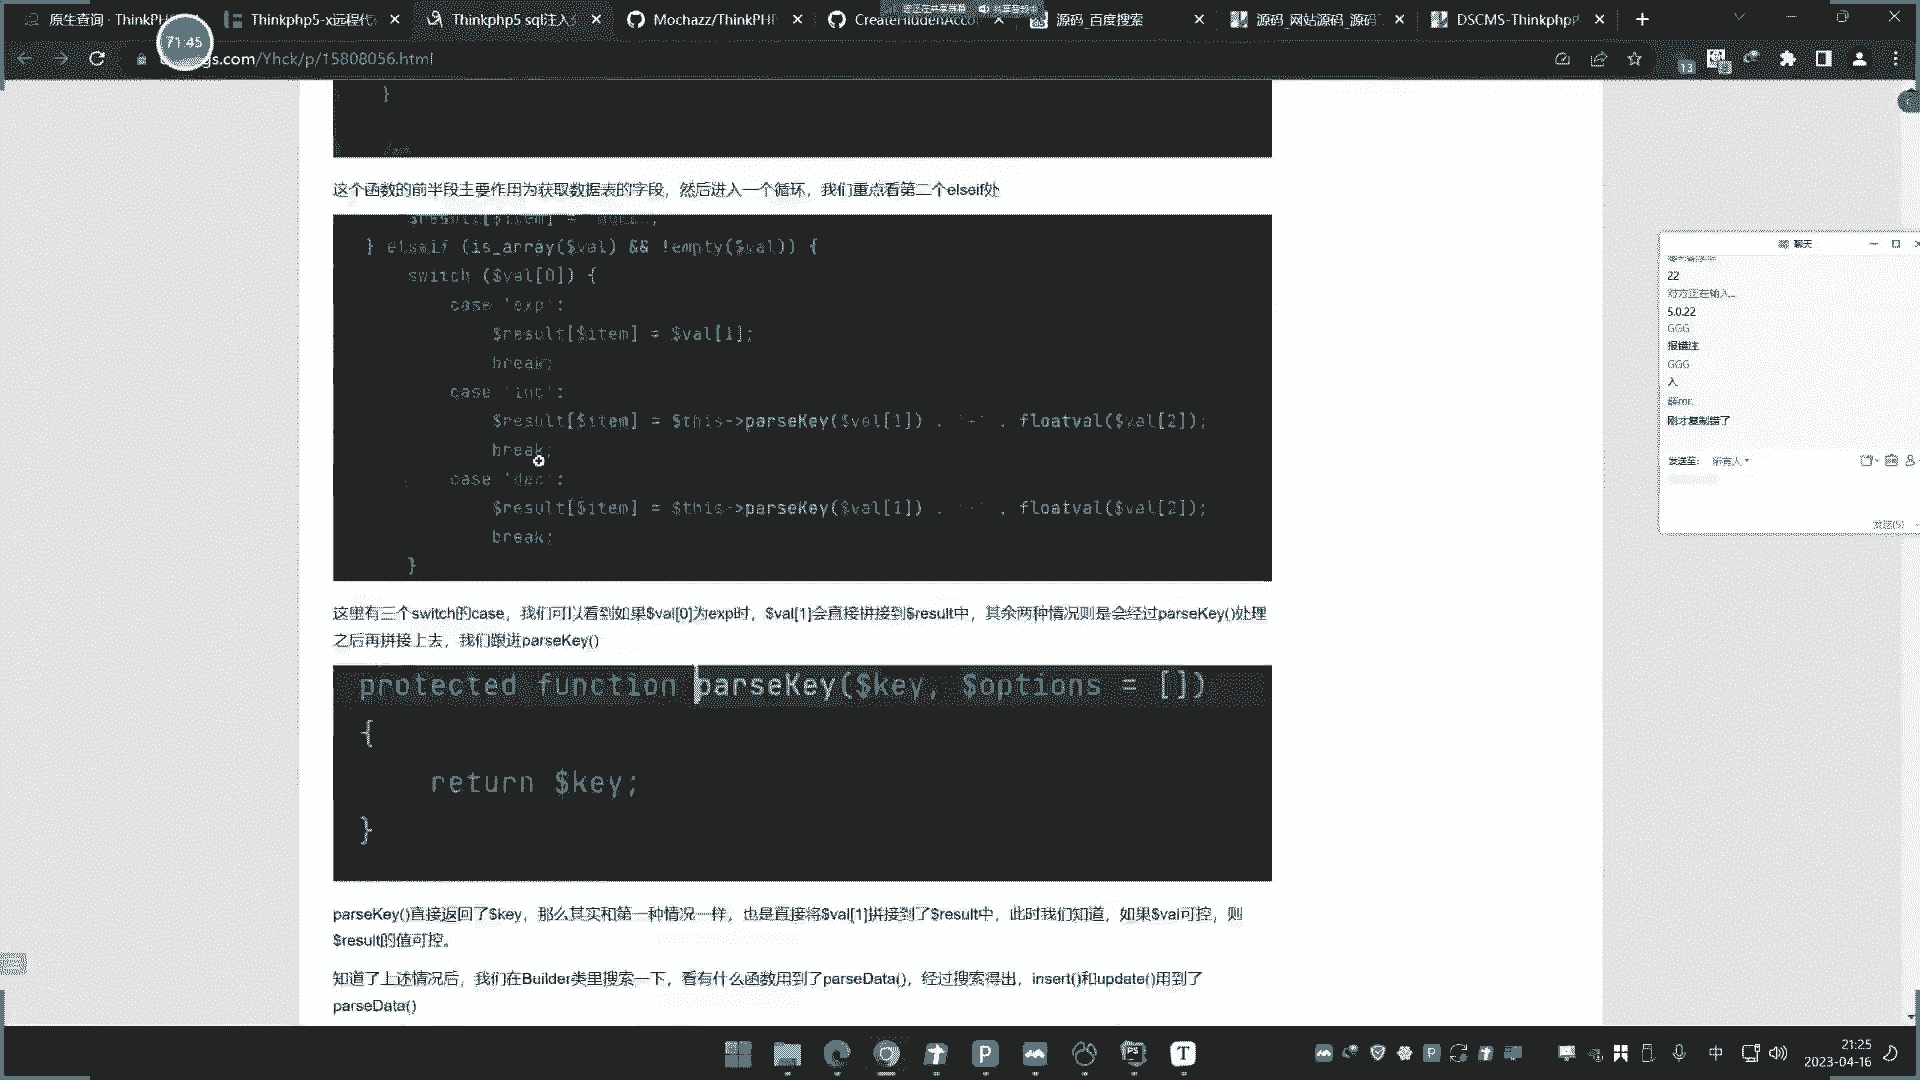 原生查询 · ThinkPH
Thinkphp5-x远程代
Thinkphp5 sql注入3
Mochazz/ThinkPHP
CreateHiddenAcco
源码_百度搜索
源码_网站源码_源码
DSCMS-Thinkphp
71:45
gs.com/Yhck/p/15808056.html
13
}
这个函数的前半段主要作用为获取数据表的字段，然后进入一个循环，我们重点看第二个elseif处
} elseif (is_array($val) && !empty($val)) {
switch ($val[0]) {
case 'exp':
$result[$item] = $val[1];
break;
case 'inc':
$result[$item] = $this->parseKey($val[1]) . '+' . floatval($val[2]);
break;
case 'dec':
$result[$item] = $this->parseKey($val[1]) . '-' . floatval($val[2]);
break;
}
这里有三个switch的case，我们可以看到如果$val[0]为exp时，$val[1]会直接拼接到$result中，其余两种情况则是会经过parseKey()处理
之后再拼接上去，我们跟进parseKey()
protected function parseKey($key, $options = [])
{
return $key;
}
parseKey()直接返回了$key，那么其实和第一种情况一样，也是直接将$val[1]拼接到了$result中，此时我们知道，如果$val可控，则
$result的值可控。
知道了上述情况后，我们在Builder类里搜索一下，看有什么函数用到了parseData()，经过搜索得出，insert()和update()用到了
parseData()
聊天
22
对方正在输入...
5.0.22
GGG
报错注
GGG
入
刚才复制错了
发送至:
所有人
发送(S)
中
21:25
2023-04-16